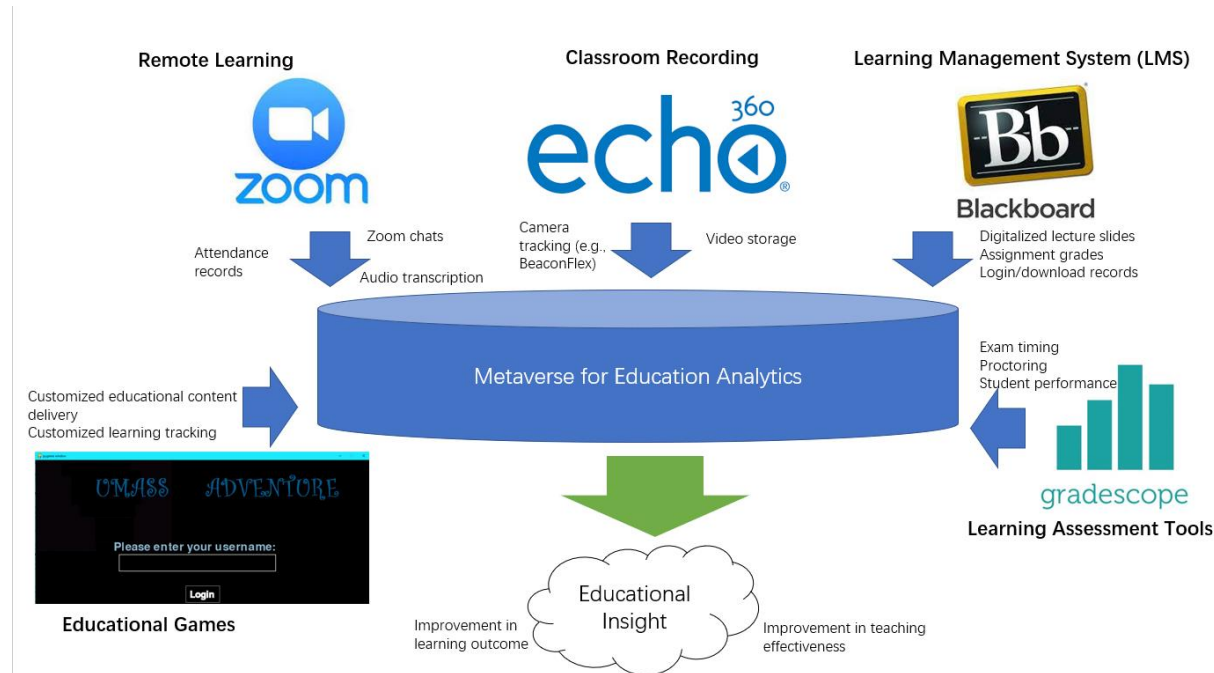 Remote Learning
Classroom Recording
Learning Management System (LMS)
zoom
echo
360
®
Bb
Blackboard
Attendance
records
Zoom chats
Audio transcription
Camera
tracking (e.g.,
BeaconFlex)
Video storage
Digitalized lecture slides
Assignment grades
Login/download records
Metaverse for Education Analytics
Customized educational content
delivery
Customized learning tracking
Exam timing
Proctoring
Student performance
UMASS ADVENTURE
Please enter your username:
Login
Educational Games
gradescope
Learning Assessment Tools
Educational
Insight
Improvement in
learning outcome
Improvement in teaching
effectiveness